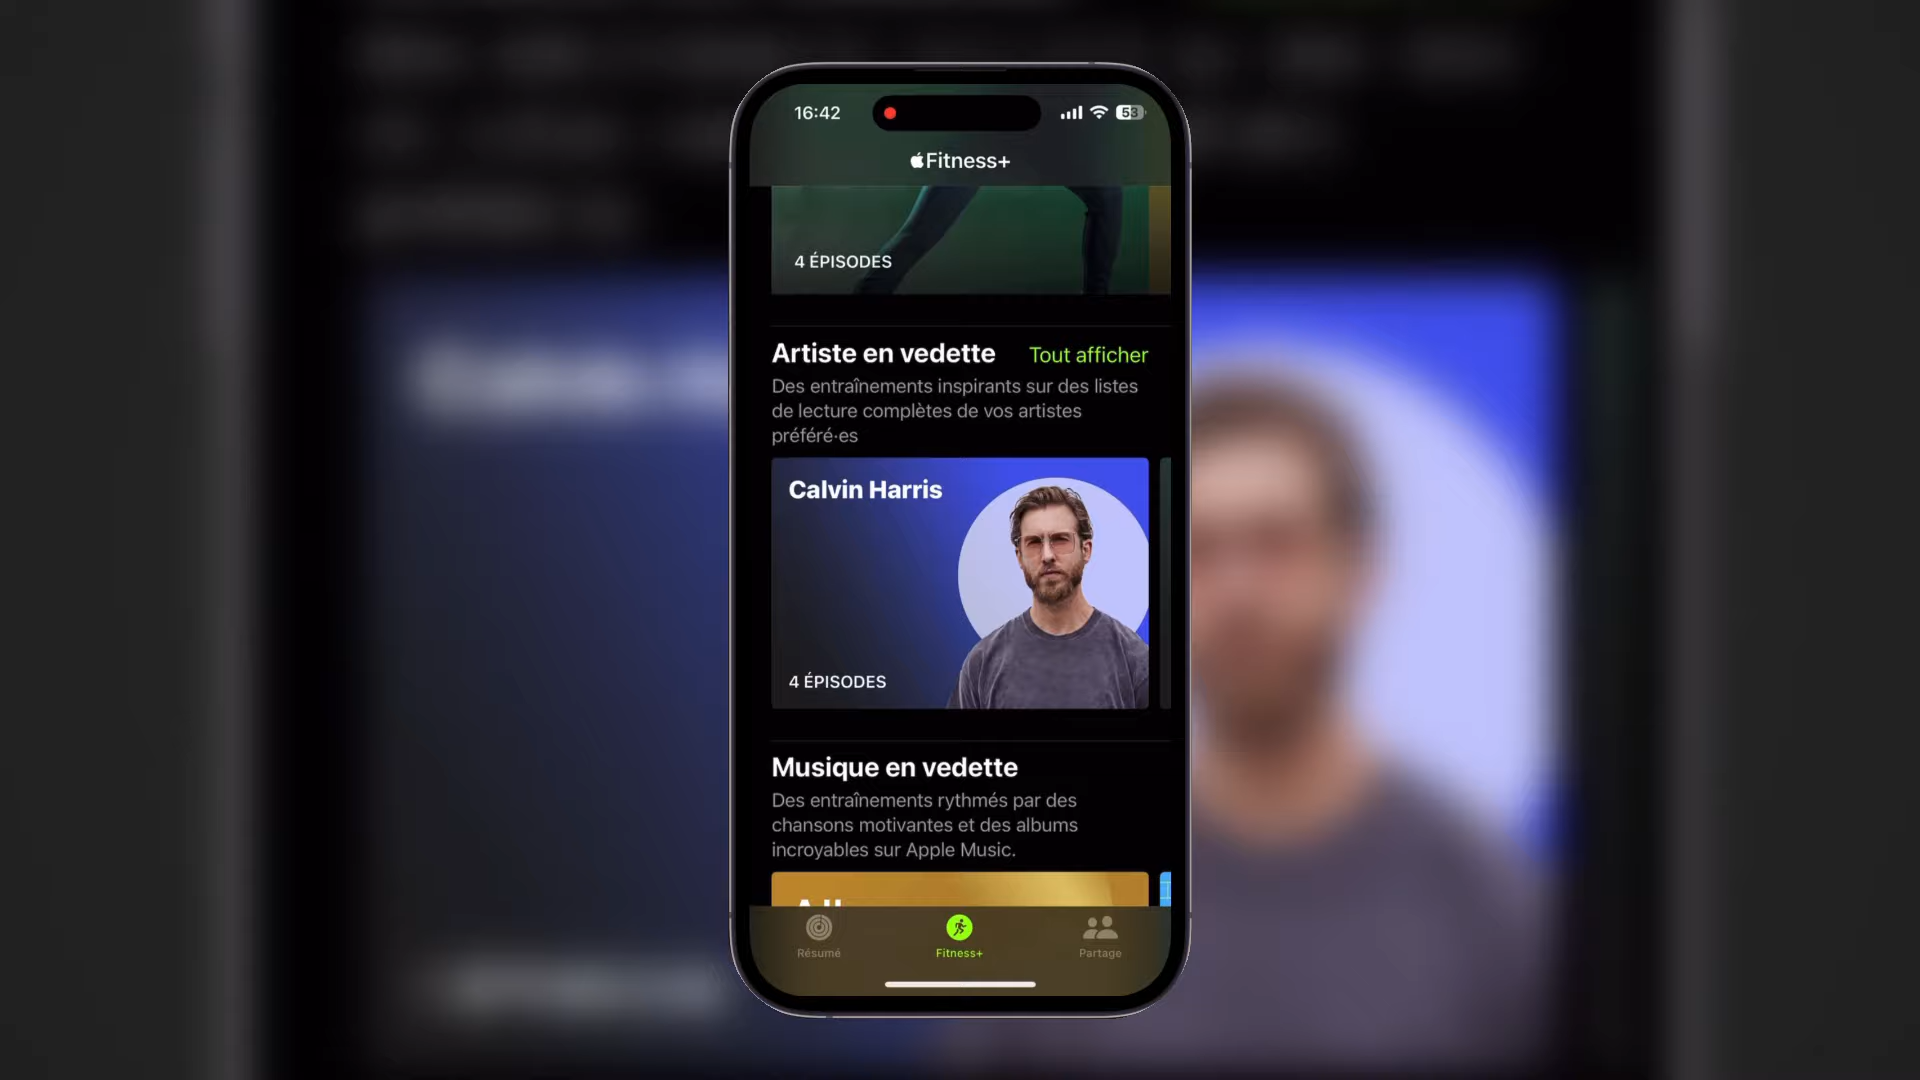 16:42
53
Fitness+
4 ÉPISODES
Artiste en vedette
Tout afficher
Des entraînements inspirants sur des listes
de lecture complètes de vos artistes
préféré·es
Calvin Harris
4 ÉPISODES
Musique en vedette
Des entraînements rythmés par des
chansons motivantes et des albums
incroyables sur Apple Music.
Résumé
Fitness+
Partage